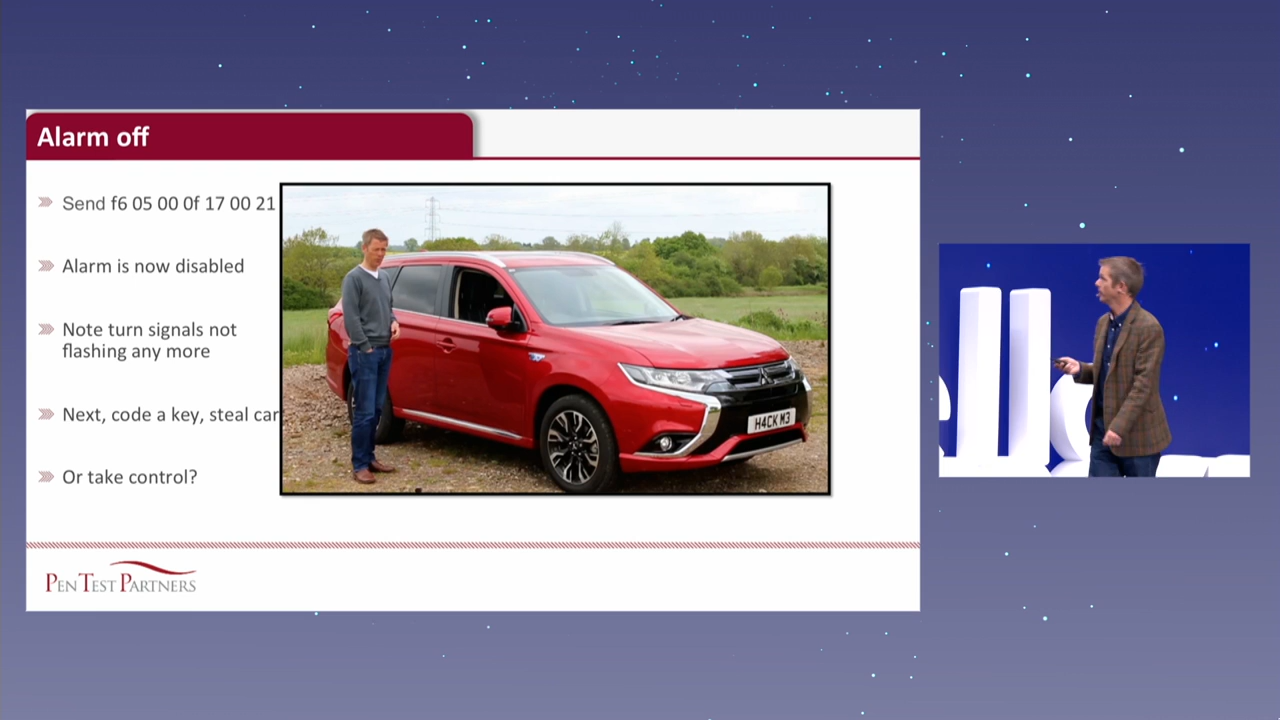 Alarm off
Send f6 05 00 0f 17 00 21
Alarm is now disabled
Note turn signals not
flashing any more
Next, code a key, steal car
Or take control?
H4CK M3
PEN TEST PARTNERS